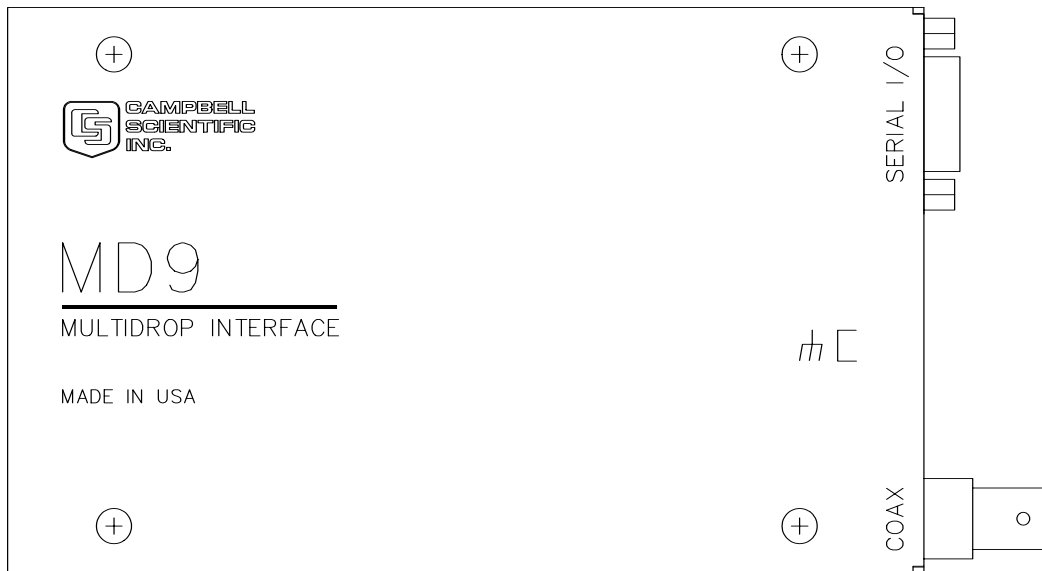 CAMPBELL
SCIENTIFIC
INC.
SERIAL I/O
MD9
MULTIDROP INTERFACE
MADE IN USA
COAX